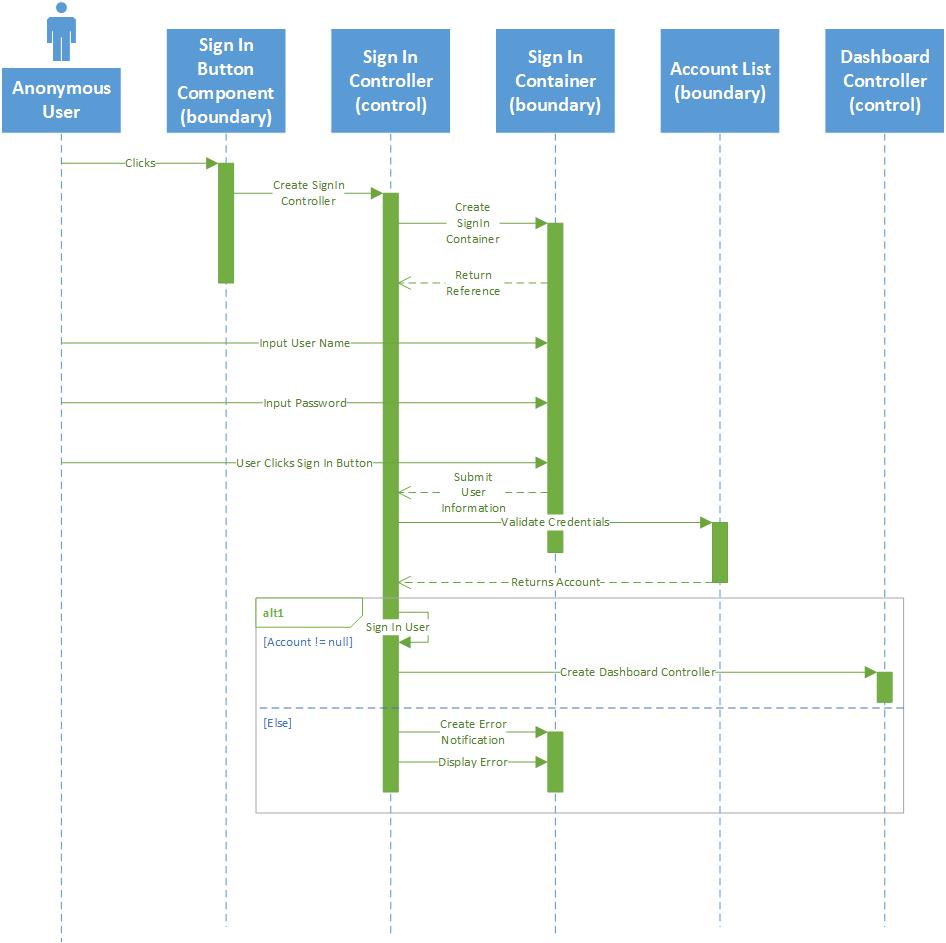 Anonymous
User
Sign In
Button
Component
(boundary)
Sign In
Controller
(control)
Sign In
Container
(boundary)
Account List
(boundary)
Dashboard
Controller
(control)
Clicks
Create SignIn
Controller
Create
SignIn
Container
Return
Reference
Input User Name
Input Password
User Clicks Sign In Button
Submit
User
Information
Validate Credentials
Returns Account
alt1
Sign In User
[Account != null]
Create Dashboard Controller
[Else]
Create Error
Notification
Display Error